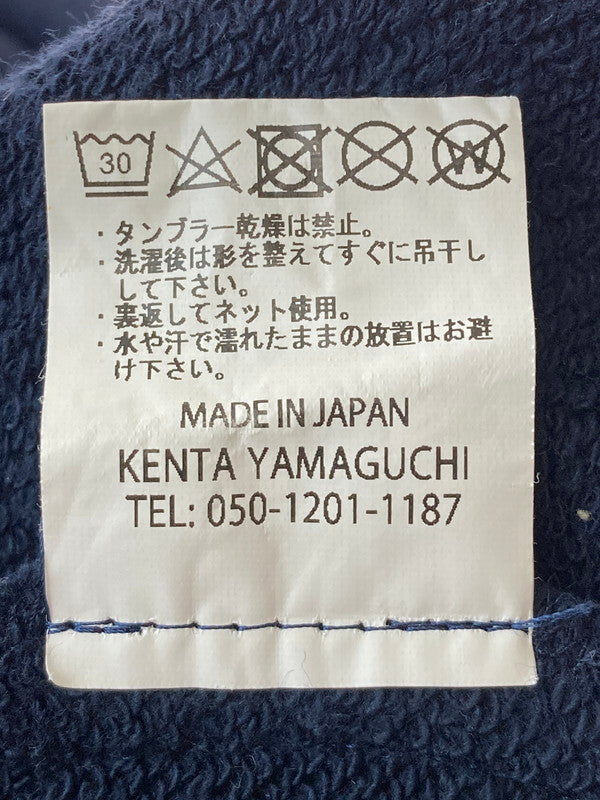 30
W
・タンブラー乾燥は禁止。
・洗濯後は形を整えてすぐに吊干し
して下さい。
・裏返してネット使用。
・水や汗で濡れたままの放置はお避
け下さい。
MADE IN JAPAN
KENTA YAMAGUCHI
TEL: 050-1201-1187